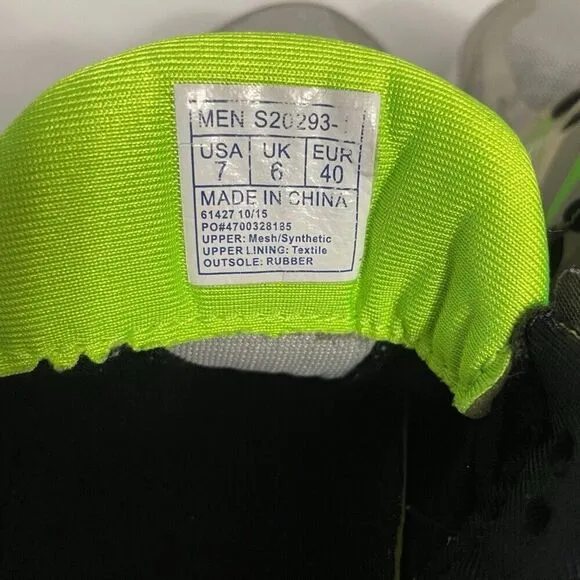 MEN S20293-1
USA UK EUR
7 6 40
MADE IN CHINA
61427 10/15
PO#4700328185
UPPER: Mesh/Synthetic
UPPER LINING: Textile
OUTSOLE: RUBBER